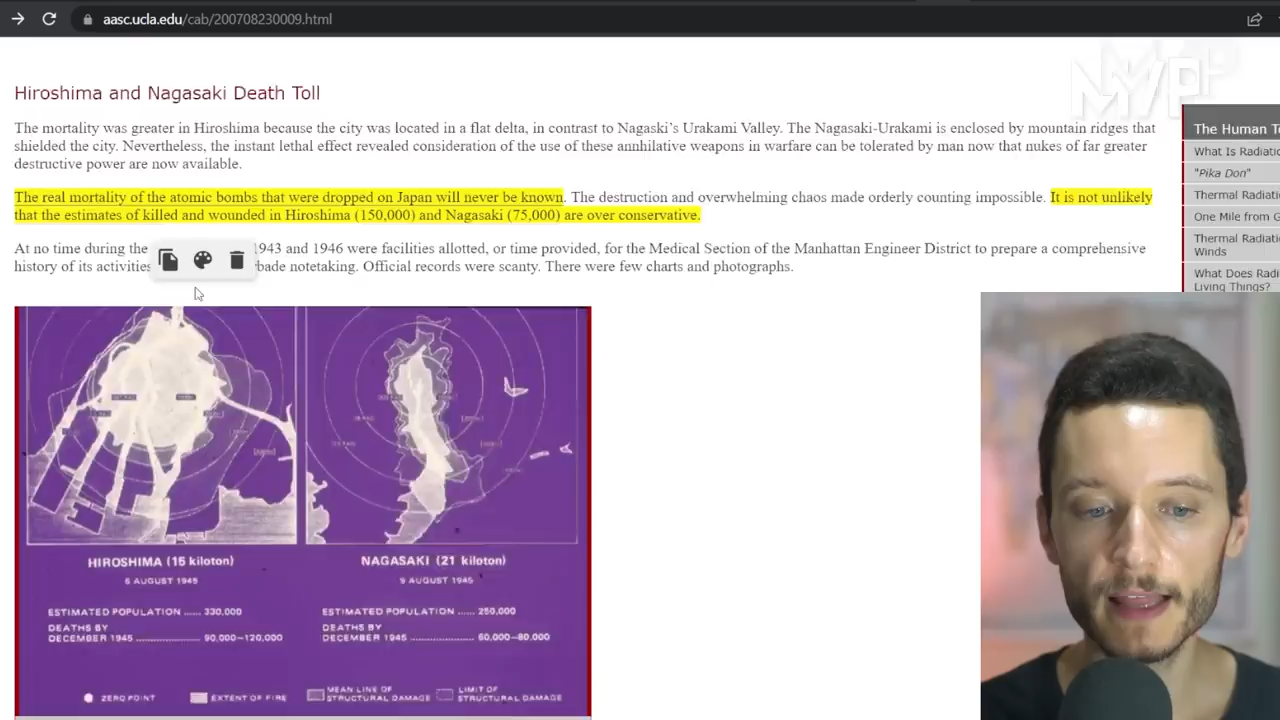 aasc.ucla.edu/cab/200708230009.html
MVP
Hiroshima and Nagasaki Death Toll
The mortality was greater in Hiroshima because the city was located in a flat delta, in contrast to Nagaski's Urakami Valley. The Nagasaki-Urakami is enclosed by mountain ridges that
shielded the city. Nevertheless, the instant lethal effect revealed consideration of the use of these annhilative weapons in warfare can be tolerated by man now that nukes of far greater
destructive power are now available.
The real mortality of the atomic bombs that were dropped on Japan will never be known. The destruction and overwhelming chaos made orderly counting impossible. It is not unlikely
that the estimates of killed and wounded in Hiroshima (150,000) and Nagasaki (75,000) are over conservative.
At no time during the 1943 and 1946 were facilities allotted, or time provided, for the Medical Section of the Manhattan Engineer District to prepare a comprehensive
history of its activities bade notetaking. Official records were scanty. There were few charts and photographs.
The Human To
What Is Radiatio
"Pika Don"
Thermal Radiati
One Mile from G
Thermal Radiati
Winds
What Does Radi
Living Things?
HIROSHIMA (15 kiloton)
6 AUGUST 1945
ESTIMATED POPULATION ...... 330,000
DEATHS BY
DECEMBER 1945 ................. 90,000–120,000
NAGASAKI (21 kiloton)
9 AUGUST 1945
ESTIMATED POPULATION ...... 250,000
DEATHS BY
DECEMBER 1945 ................. 60,000–80,000
ZERO POINT
EXTENT OF FIRE
MEAN LINE OF
STRUCTURAL DAMAGE
LIMIT OF
STRUCTURAL DAMAGE